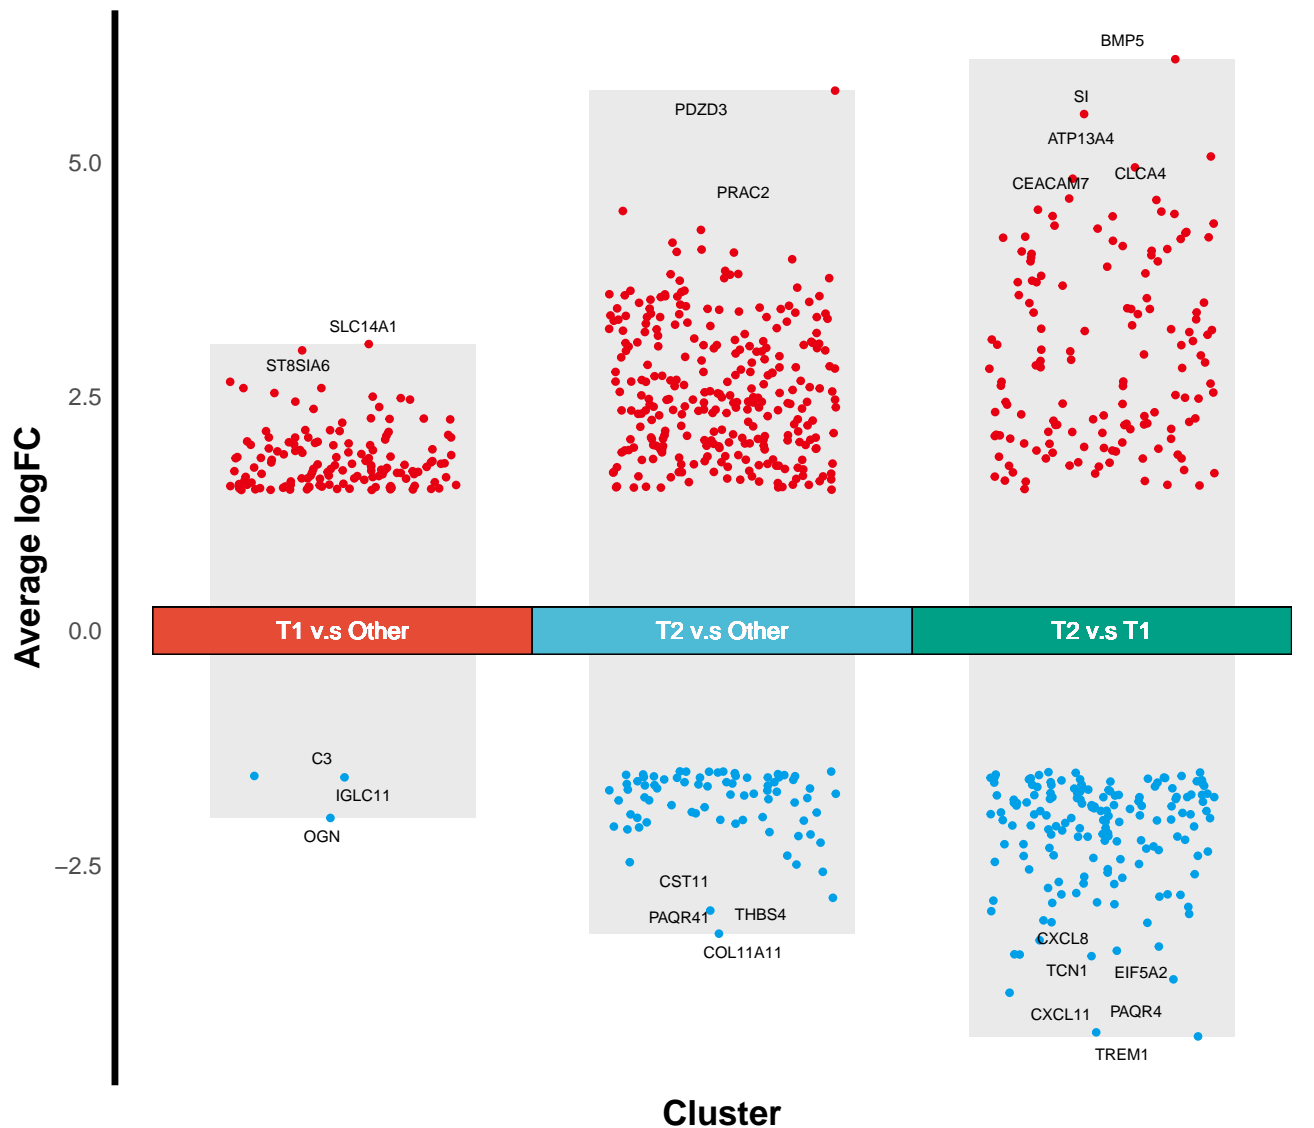 BMP5
SI
PDZD3
ATP13A4
5.0
CLCA4
CEACAM7
PRAC2
SLC14A1
ST8SIA6
2.5
Average logFC
0.0
T1 v.s Other
T2 v.s Other
T2 v.s T1
C3
IGLC11
OGN
−2.5
CST11
PAQR41
THBS4
CXCL8
COL11A11
TCN1
EIF5A2
CXCL11
PAQR4
TREM1
Cluster